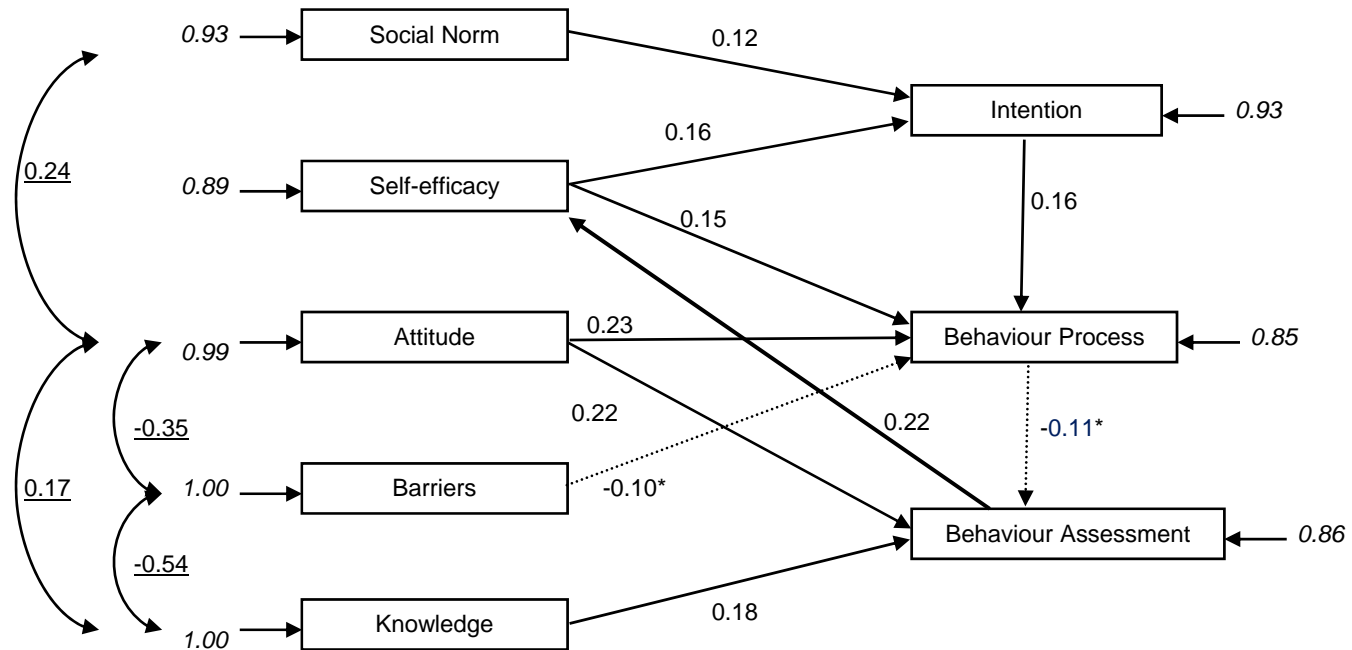 0.93
Social Norm
0.12
Intention
0.93
0.24
0.89
Self-efficacy
0.16
0.15
0.16
0.99
Attitude
0.23
Behaviour Process
0.85
-0.35
0.22
0.22
-0.11*
0.17
1.00
Barriers
-0.10*
Behaviour Assessment
0.86
-0.54
0.18
1.00
Knowledge